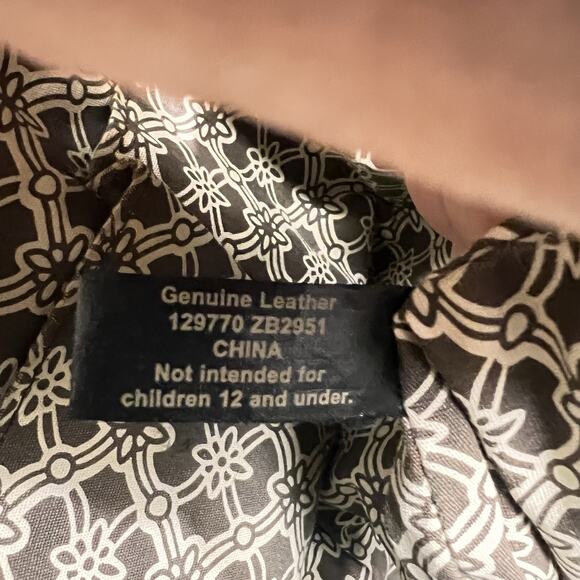 Genuine Leather
129770 ZB2951
CHINA
Not intended for
children 12 and under.